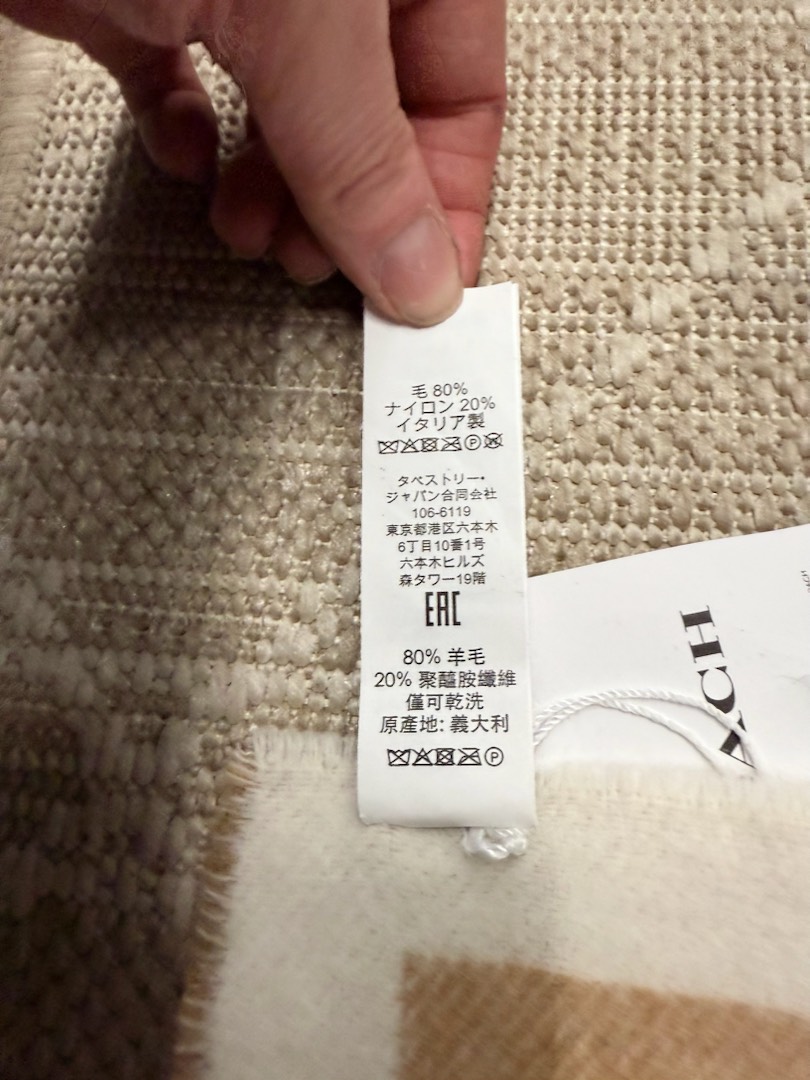 毛 80%
ナイロン 20%
イタリア製
タペストリー・
ジャパン合同会社
106-6119
東京都港区六本木
6丁目10番1号
六本木ヒルズ
森タワー19階
EAC
80% 羊毛
20% 聚醯胺纖維
僅可乾洗
原產地: 義大利
ACH